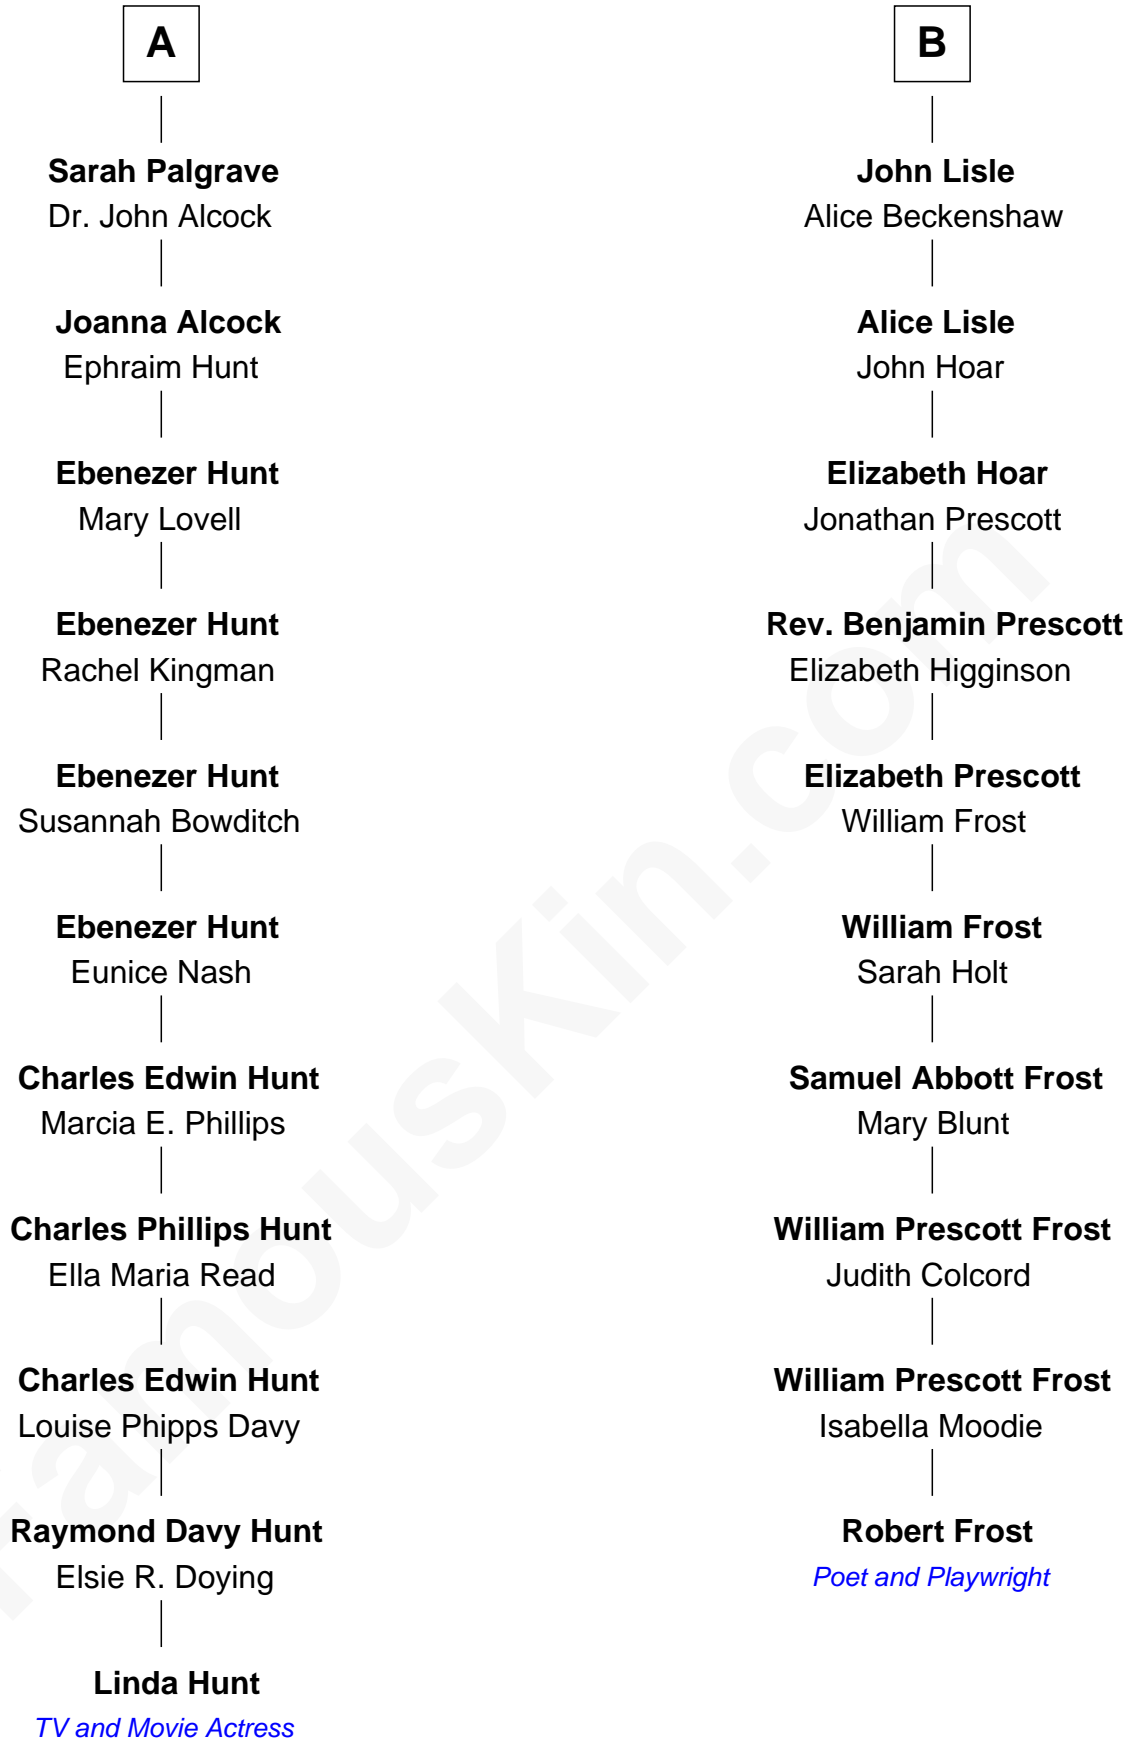 A
Sarah Palgrave
Dr. John Alcock
Joanna Alcock
Ephraim Hunt
Ebenezer Hunt
Mary Lovell
Ebenezer Hunt
Rachel Kingman
Ebenezer Hunt
Susannah Bowditch
Ebenezer Hunt
Eunice Nash
Charles Edwin Hunt
Marcia E. Phillips
Charles Phillips Hunt
Ella Maria Read
Charles Edwin Hunt
Louise Phipps Davy
Raymond Davy Hunt
Elsie R. Doying
Linda Hunt
TV and Movie Actress
B
John Lisle
Alice Beckenshaw
Alice Lisle
John Hoar
Elizabeth Hoar
Jonathan Prescott
Rev. Benjamin Prescott
Elizabeth Higginson
Elizabeth Prescott
William Frost
William Frost
Sarah Holt
Samuel Abbott Frost
Mary Blunt
William Prescott Frost
Judith Colcord
William Prescott Frost
Isabella Moodie
Robert Frost
Poet and Playwright
FamousKin.com